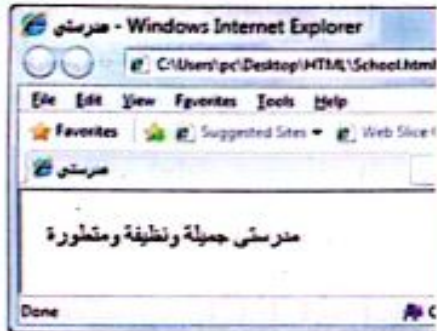 مدرستي - Windows Internet Explorer
C:\Users\pc\Desktop\HTML\School.html
File Edit View Favorites Tools Help
Favorites Suggested Sites Web Slice
مدرستي
مدرستي جميلة ونظيفة ومتطورة
Done